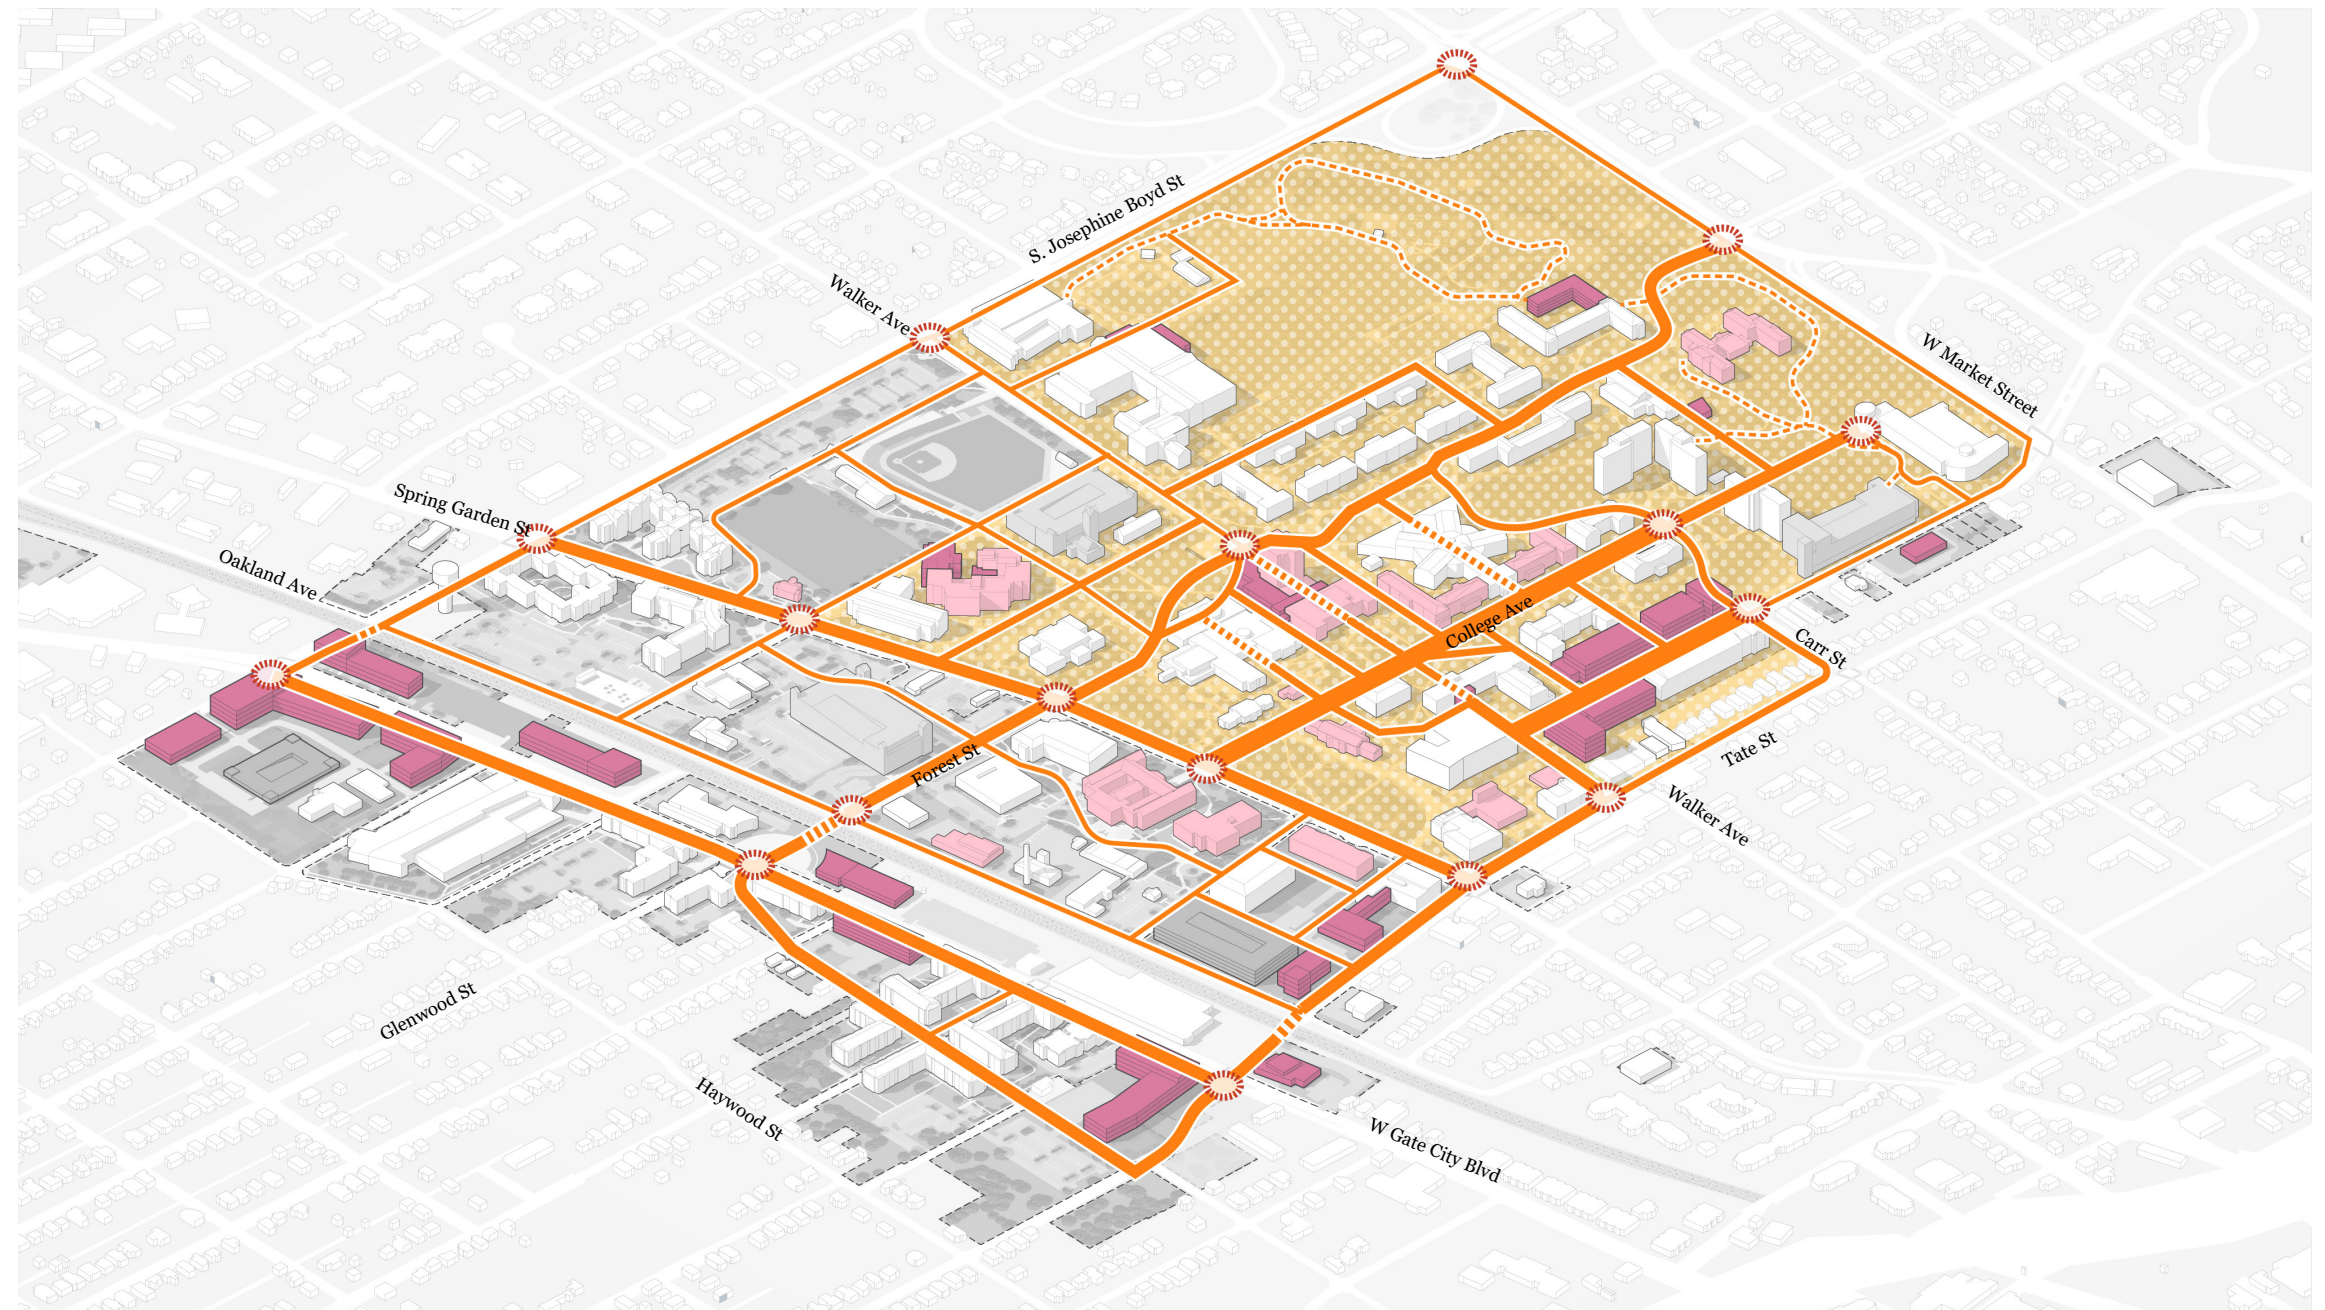 S. Josephine Boyd St
Walker Ave
W Market Street
Spring Garden St
Oakland Ave
College Ave
Carr St
Forest St
Tate St
Walker Ave
Glenwood St
Haywood St
W Gate City Blvd